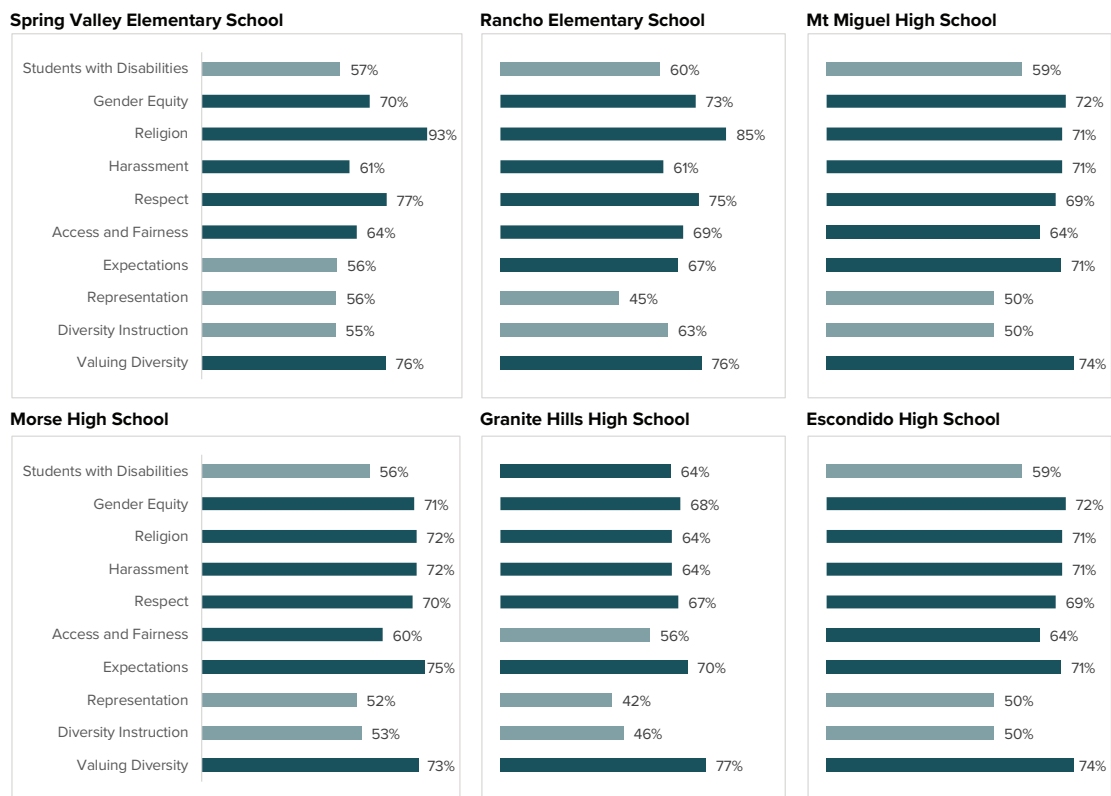 Spring Valley Elementary School
Rancho Elementary School
Mt Miguel High School
Students with Disabilities 57% 60% 59%
Gender Equity 70% 73% 72%
Religion 93% 85% 71%
Harassment 61% 61% 71%
Respect 77% 75% 69%
Access and Fairness 64% 69% 64%
Expectations 56% 67% 71%
Representation 56% 45% 50%
Diversity Instruction 55% 63% 50%
Valuing Diversity 76% 76% 74%
Morse High School
Granite Hills High School
Escondido High School
Students with Disabilities 56% 64% 59%
Gender Equity 71% 68% 72%
Religion 72% 64% 71%
Harassment 72% 64% 71%
Respect 70% 67% 69%
Access and Fairness 60% 56% 64%
Expectations 75% 70% 71%
Representation 52% 42% 50%
Diversity Instruction 53% 46% 50%
Valuing Diversity 73% 77% 74%